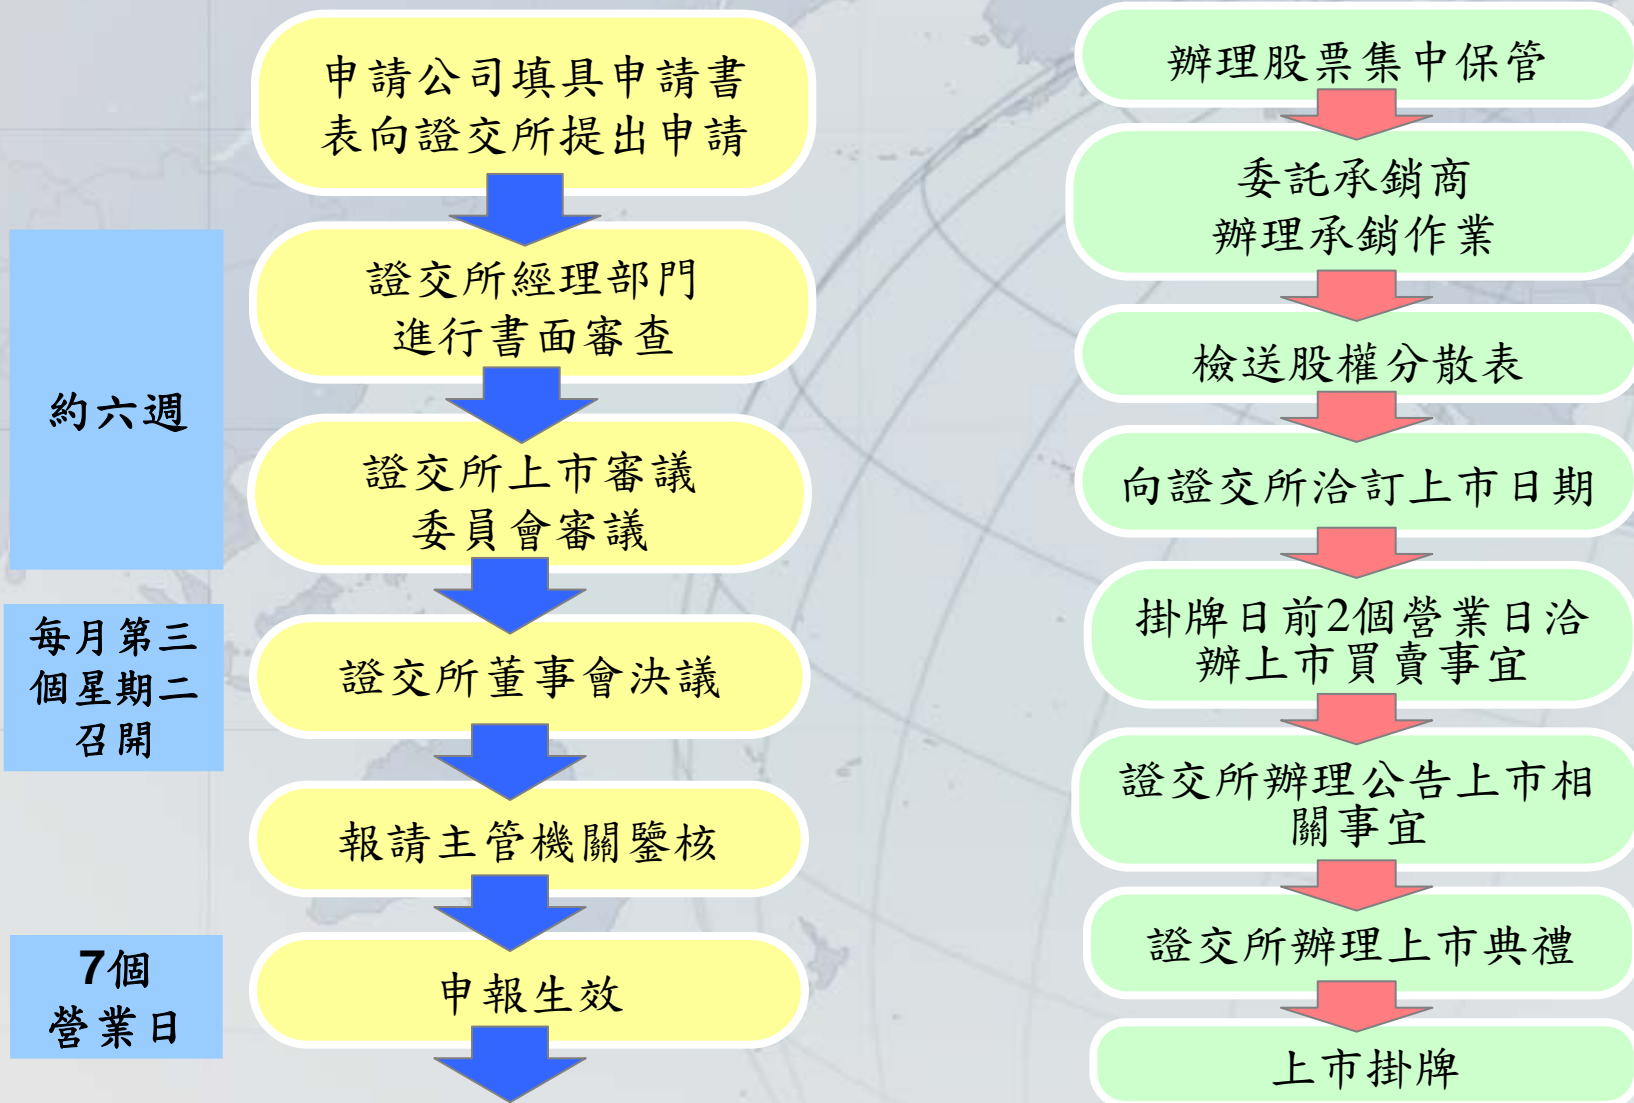 申請公司填具申請書
表向證交所提出申請
約六週
證交所經理部門
進行書面審查
證交所上市審議
委員會審議
每月第三
個星期二
召開
證交所董事會決議
報請主管機關鑒核
7個
營業日
申報生效
辦理股票集中保管
委託承銷商
辦理承銷作業
檢送股權分散表
向證交所洽訂上市日期
掛牌日前2個營業日洽
辦上市買賣事宜
證交所辦理公告上市相
關事宜
證交所辦理上市典禮
上市掛牌